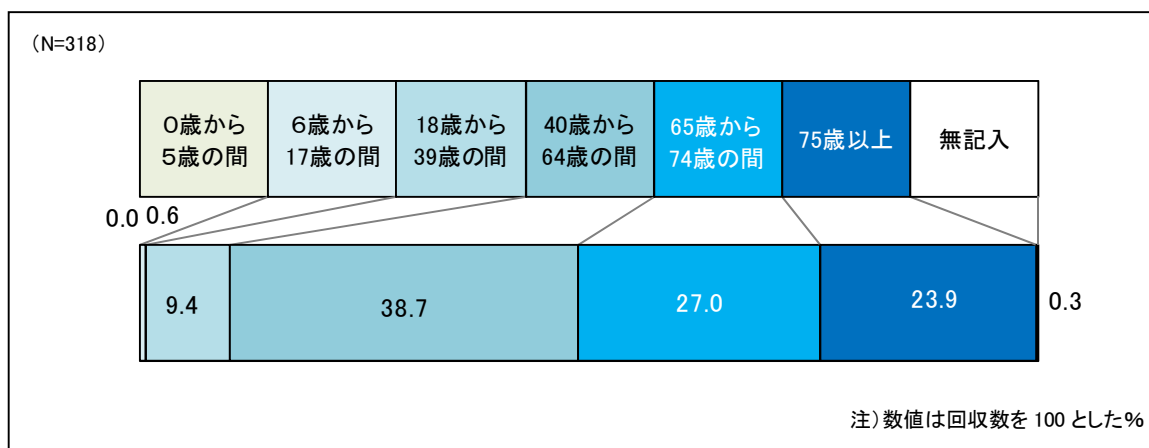 （N=318）
０歳から
５歳の間
６歳から
17歳の間
18歳から
39歳の間
40歳から
64歳の間
65歳から
74歳の間
75歳以上
無記入
0.0
0.6
9.4
38.7
27.0
23.9
0.3
注）数値は回収数を 100 とした％